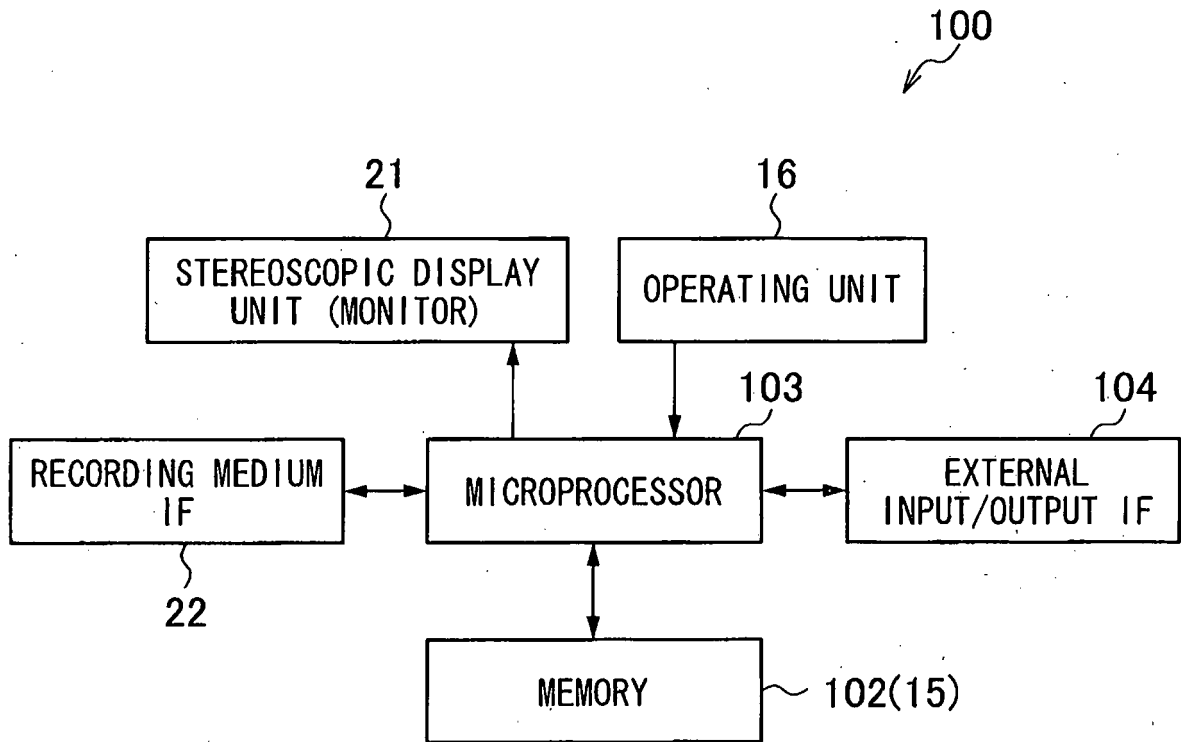 100
21
16
STEREOSCOPIC DISPLAY
UNIT (MONITOR)
OPERATING UNIT
103
104
RECORDING MEDIUM
IF
MICROPROCESSOR
EXTERNAL
INPUT/OUTPUT IF
22
MEMORY
102(15)